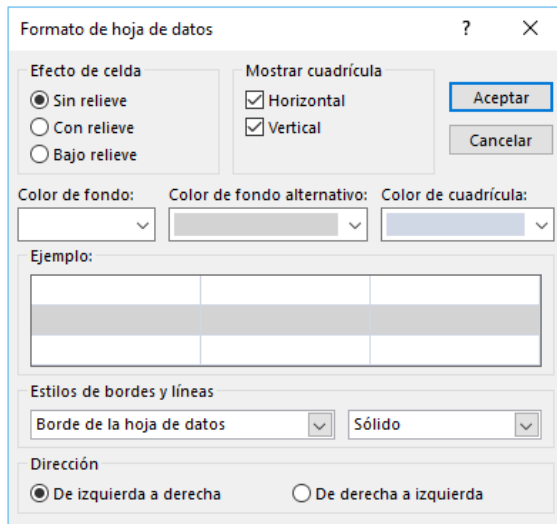 Formato de hoja de datos ?
Efecto de celda
Sin relieve
Con relieve
Bajo relieve
Mostrar cuadrícula
Horizontal
Vertical
Aceptar
Cancelar
Color de fondo:
Color de fondo alternativo:
Color de cuadrícula:
Ejemplo:
Estilos de bordes y líneas
Borde de la hoja de datos
Sólido
Dirección
De izquierda a derecha
De derecha a izquierda